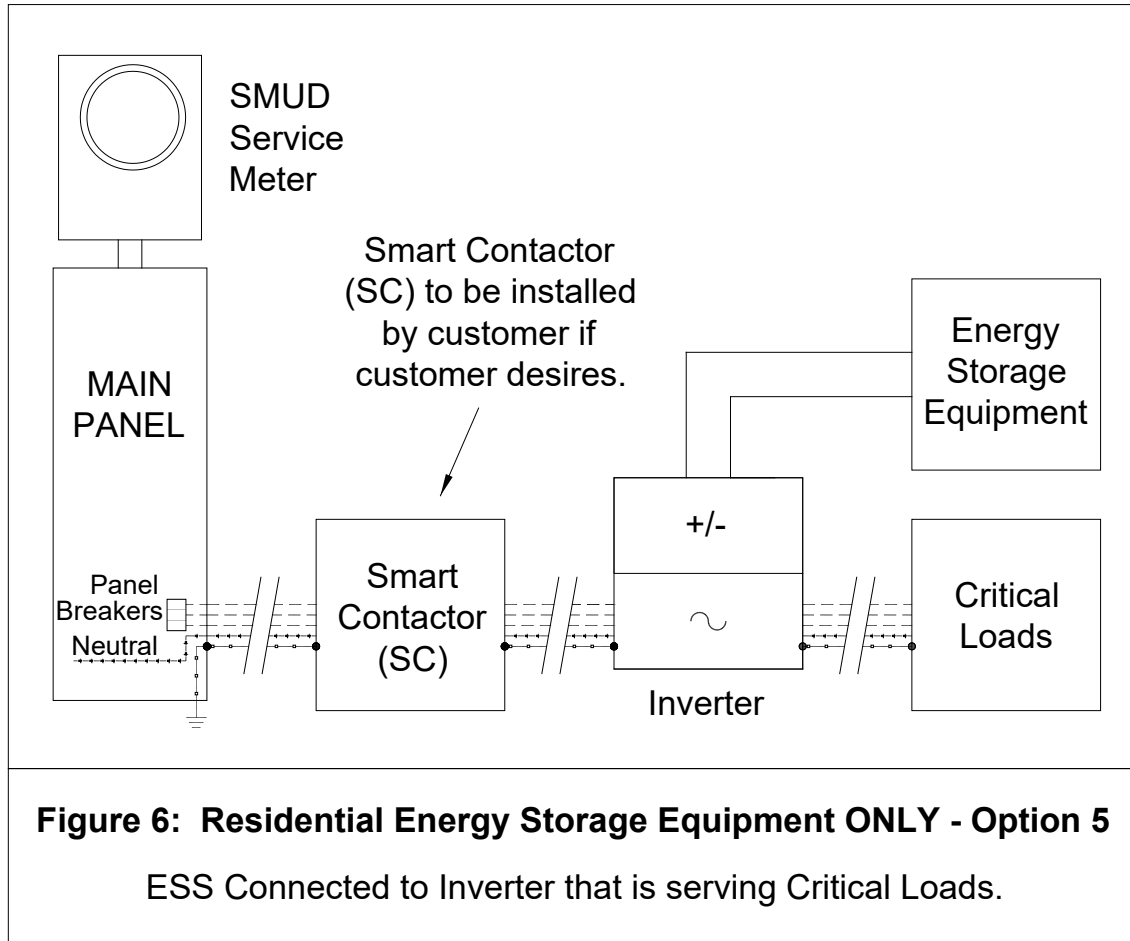 SMUD
Service
Meter
Smart Contactor
(SC) to be installed
by customer if
customer desires.
Energy
Storage
Equipment
MAIN
PANEL
+/-
Panel
Breakers
Neutral
Smart
Contactor
(SC)
Critical
Loads
Inverter
Figure 6:  Residential Energy Storage Equipment ONLY - Option 5
ESS Connected to Inverter that is serving Critical Loads.